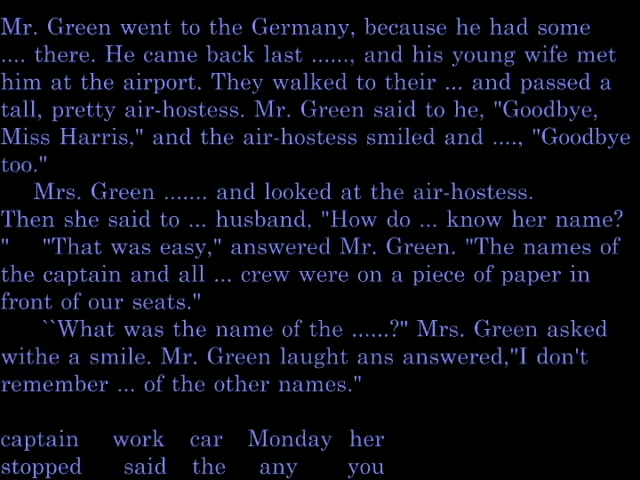 Mr. Green went to the Germany, because he had some
.... there. He came back last ......, and his young wife met
him at the airport. They walked to their ... and passed a
tall, pretty air-hostess. Mr. Green said to he, "Goodbye,
Miss Harris," and the air-hostess smiled and ...., "Goodbye
too."
Mrs. Green ....... and looked at the air-hostess.
Then she said to ... husband, "How do ... know her name?
" "That was easy," answered Mr. Green. "The names of
the captain and all ... crew were on a piece of paper in
front of our seats."
``What was the name of the ......?" Mrs. Green asked
withe a smile. Mr. Green laught ans answered,"I don't
remember ... of the other names."
captain work car Monday her
stopped said the any you